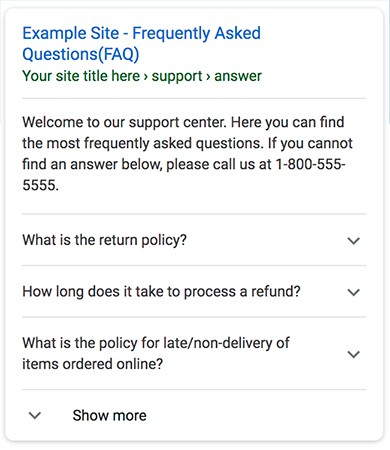 Example Site - Frequently Asked
Questions(FAQ)
Your site title here › support › answer
Welcome to our support center. Here you can find
the most frequently asked questions. If you cannot
find an answer below, please call us at 1-800-555-
5555.
What is the return policy?
How long does it take to process a refund?
What is the policy for late/non-delivery of
items ordered online?
Show more